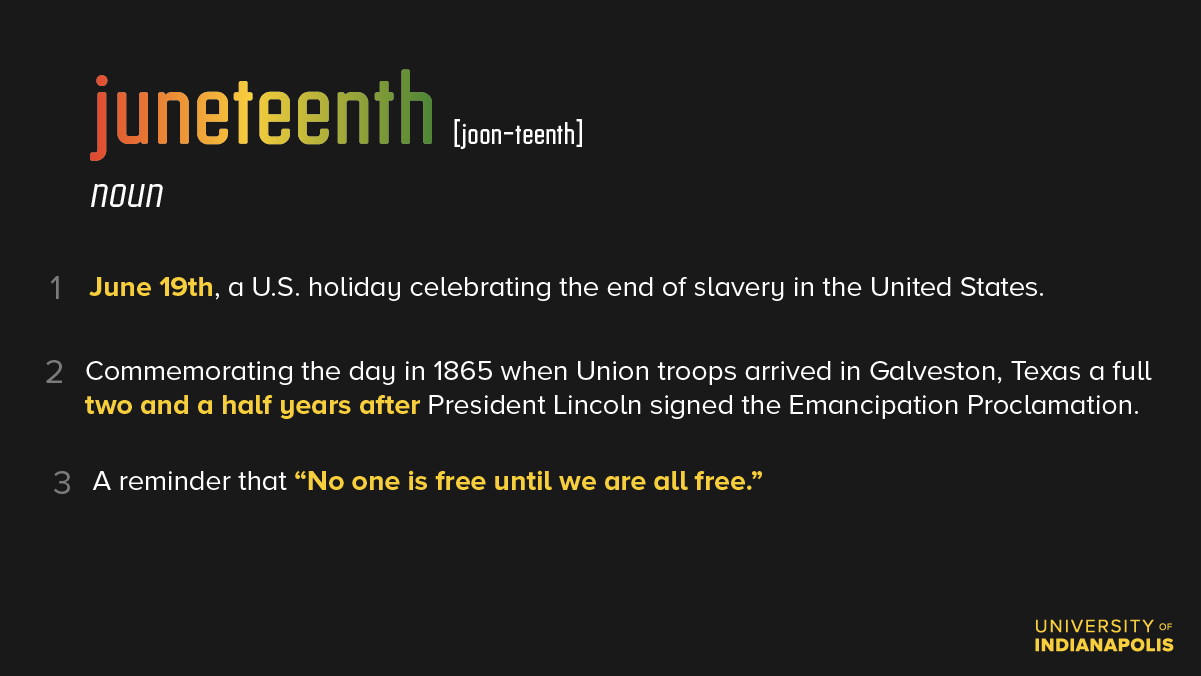 juneteenth [joon-teenth]
noun
1 June 19th, a U.S. holiday celebrating the end of slavery in the United States.
2 Commemorating the day in 1865 when Union troops arrived in Galveston, Texas a full
two and a half years after President Lincoln signed the Emancipation Proclamation.
3 A reminder that “No one is free until we are all free.”
UNIVERSITY OF
INDIANAPOLIS